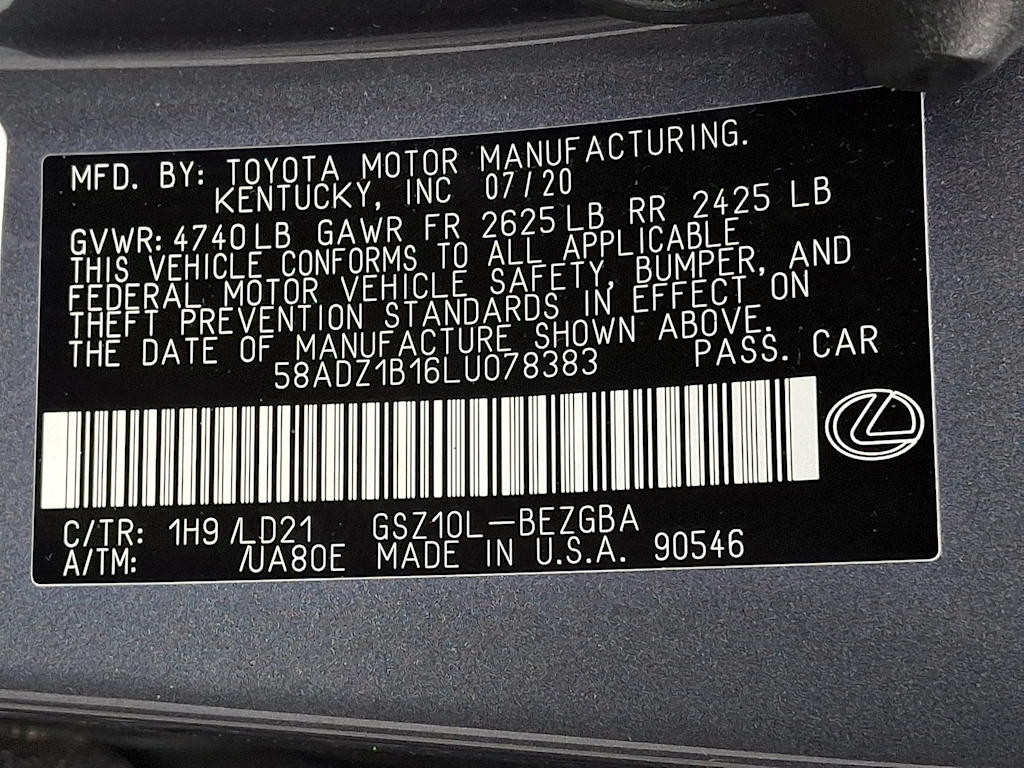 MFD. BY: TOYOTA MOTOR MANUFACTURING.
KENTUCKY, INC 07/20
GVWR: 4740LB GAWR FR 2625LB RR 2425 LB
THIS VEHICLE CONFORMS TO ALL APPLICABLE
FEDERAL MOTOR VEHICLE SAFETY, BUMPER, AND
THEFT PREVENTION STANDARDS IN EFFECT ON
THE DATE OF MANUFACTURE SHOWN ABOVE.
58ADZ1B16LU078383 PASS. CAR
C/TR: 1H9 /LD21 GSZ10L-BEZGBA
A/TM: /UA80E MADE IN U.S.A. 90546